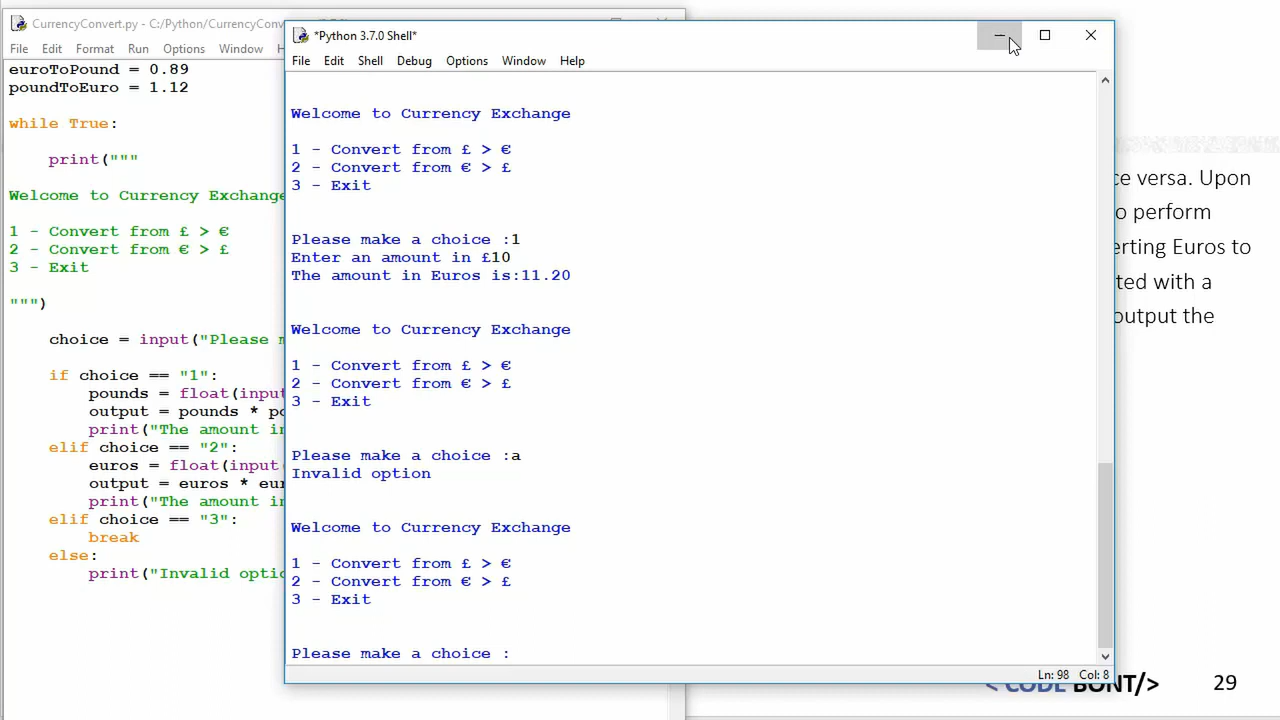 CurrencyConvert.py - C:/Python/CurrencyConv
File Edit Format Run Options Window
euroToPound = 0.89
poundToEuro = 1.12
while True:
print("""
Welcome to Currency Exchange
1 - Convert from £ > €
2 - Convert from € > £
3 - Exit
""")
choice = input("Please m
if choice == "1":
pounds = float(input
output = pounds * po
print("The amount in
elif choice == "2":
euros = float(input
output = euros * eu
print("The amount in
elif choice == "3":
break
else:
print("Invalid optio
*Python 3.7.0 Shell*
File Edit Shell Debug Options Window Help
Welcome to Currency Exchange
1 - Convert from £ > €
2 - Convert from € > £
3 - Exit
Please make a choice :1
Enter an amount in £10
The amount in Euros is:11.20
Welcome to Currency Exchange
1 - Convert from £ > €
2 - Convert from € > £
3 - Exit
Please make a choice :a
Invalid option
Welcome to Currency Exchange
1 - Convert from £ > €
2 - Convert from € > £
3 - Exit
Please make a choice :
Ln: 98 Col: 8
ce versa. Upon
o perform
erting Euros to
ted with a
output the
< CODE BONT/>
29